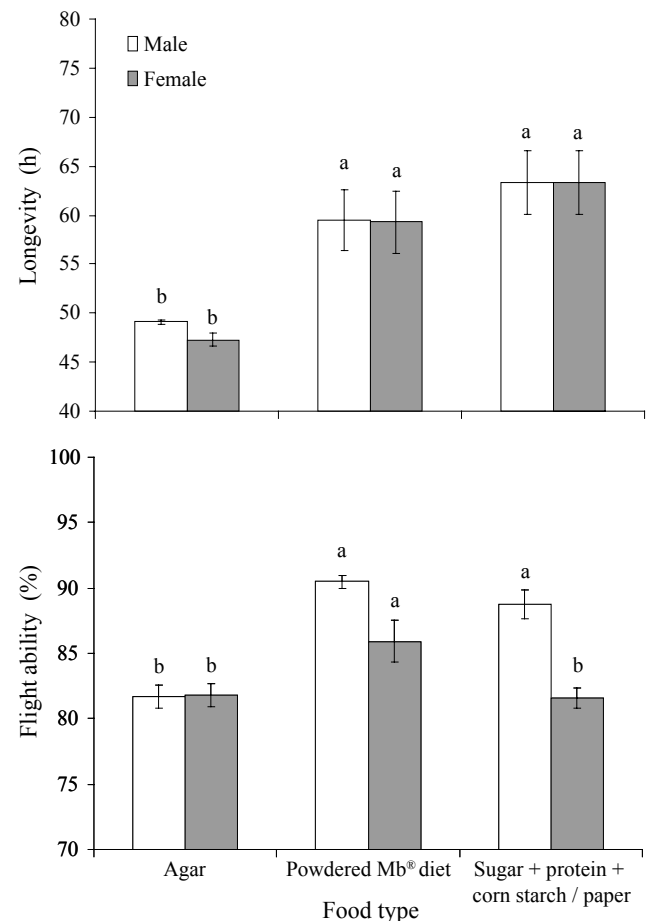 80
75
70
65
60
55
50
45
40
Longevity (h)
Male
Female
b
b
a
a
a
a
100
95
90
85
80
75
70
Flight ability (%)
b
b
a
a
a
b
Agar
Powdered Mb® diet
Sugar + protein +
corn starch / paper
Food type